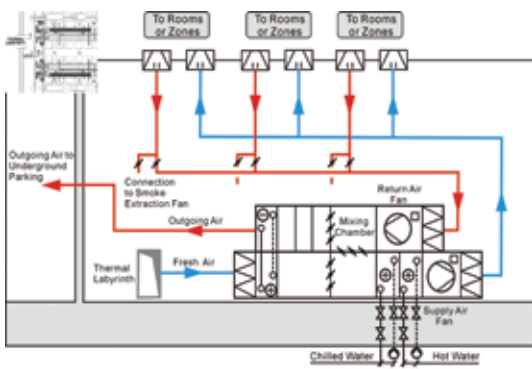 To Rooms
or Zones
To Rooms
or Zones
To Rooms
or Zones
Outgoing Air to
Underground
Parking
Connection
to Smoke
Extraction Fan
Return Air
Fan
Outgoing Air
Mixing
Chamber
Thermal
Labyrinth
Fresh Air
Supply Air
Fan
Chilled Water
Hot Water